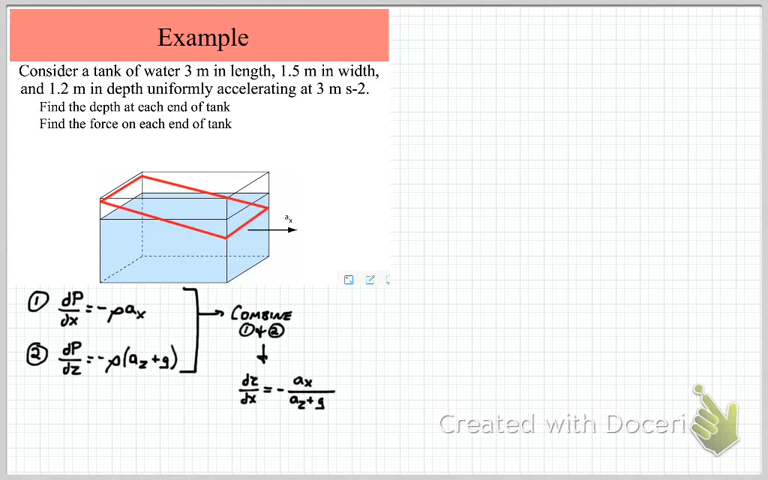 Example
Consider a tank of water 3 m in length, 1.5 m in width,
and 1.2 m in depth uniformly accelerating at 3 m s-2.
Find the depth at each end of tank
Find the force on each end of tank
aₓ
① dP/dx = -ρaₓ
② dP/dz = -ρ(a_z+g)
COMBINE
①+②
dz/dx = - aₓ/(a_z+g)
Created with Doceri